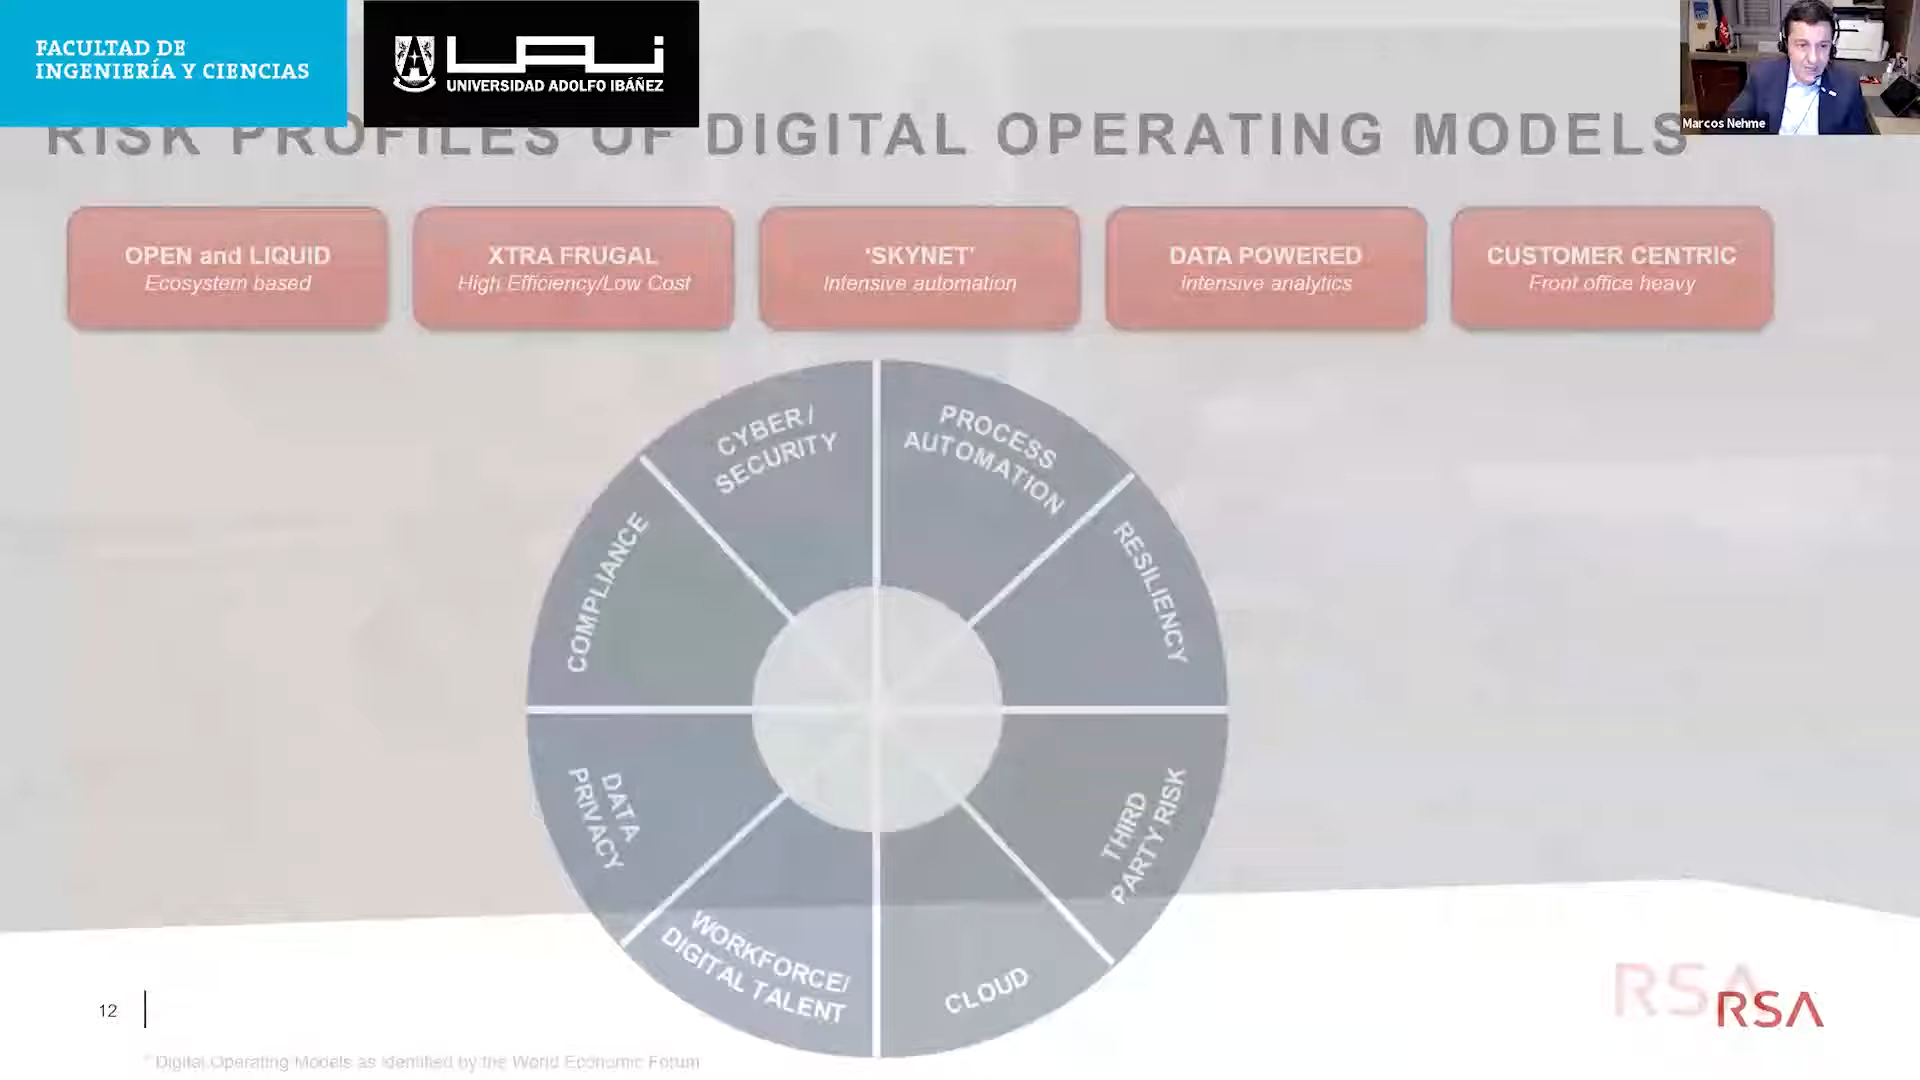 FACULTAD DE
INGENIERÍA Y CIENCIAS
UAI
UNIVERSIDAD ADOLFO IBÁÑEZ
Marcos Nehme
RISK PROFILES OF DIGITAL OPERATING MODELS
OPEN and LIQUID
Ecosystem based
XTRA FRUGAL
High Efficiency/Low Cost
‘SKYNET’
Intensive automation
DATA POWERED
Intensive analytics
CUSTOMER CENTRIC
Front office heavy
CYBER/
SECURITY
PROCESS
AUTOMATION
RESILIENCY
THIRD
PARTY RISK
CLOUD
WORKFORCE/
DIGITAL TALENT
DATA
PRIVACY
COMPLIANCE
12
RSA
RSA
* Digital Operating Models as identified by the World Economic Forum